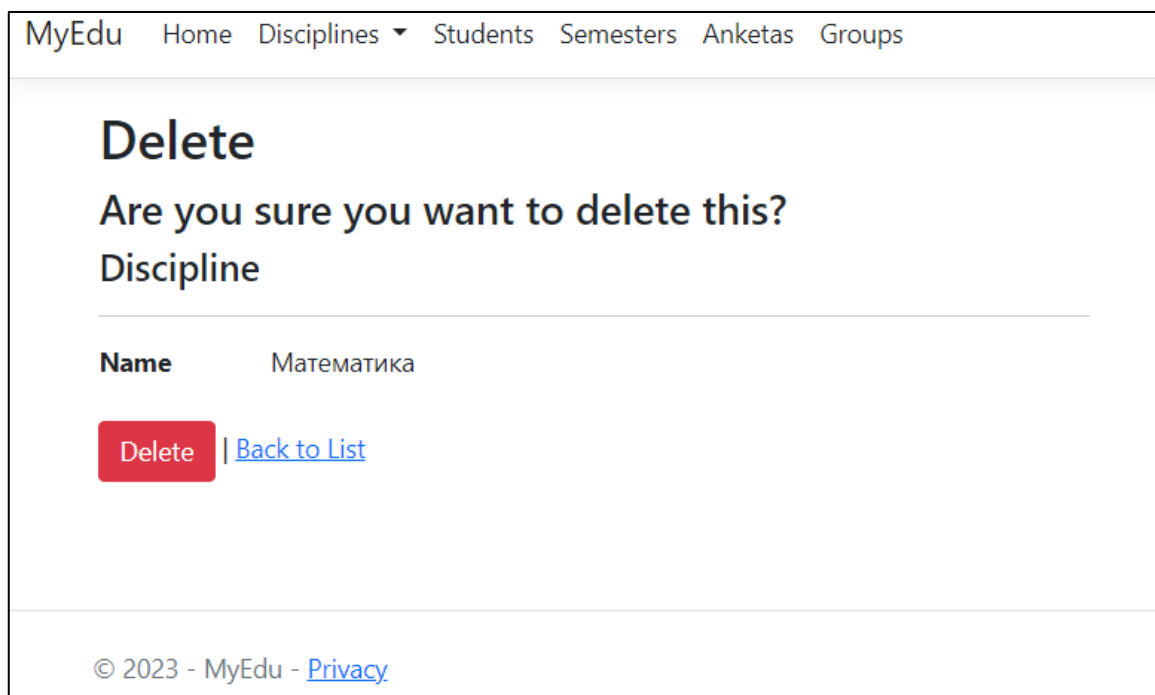 MyEdu Home Disciplines Students Semesters Anketas Groups
Delete
Are you sure you want to delete this?
Discipline
Name Математика
Delete | Back to List
© 2023 - MyEdu - Privacy